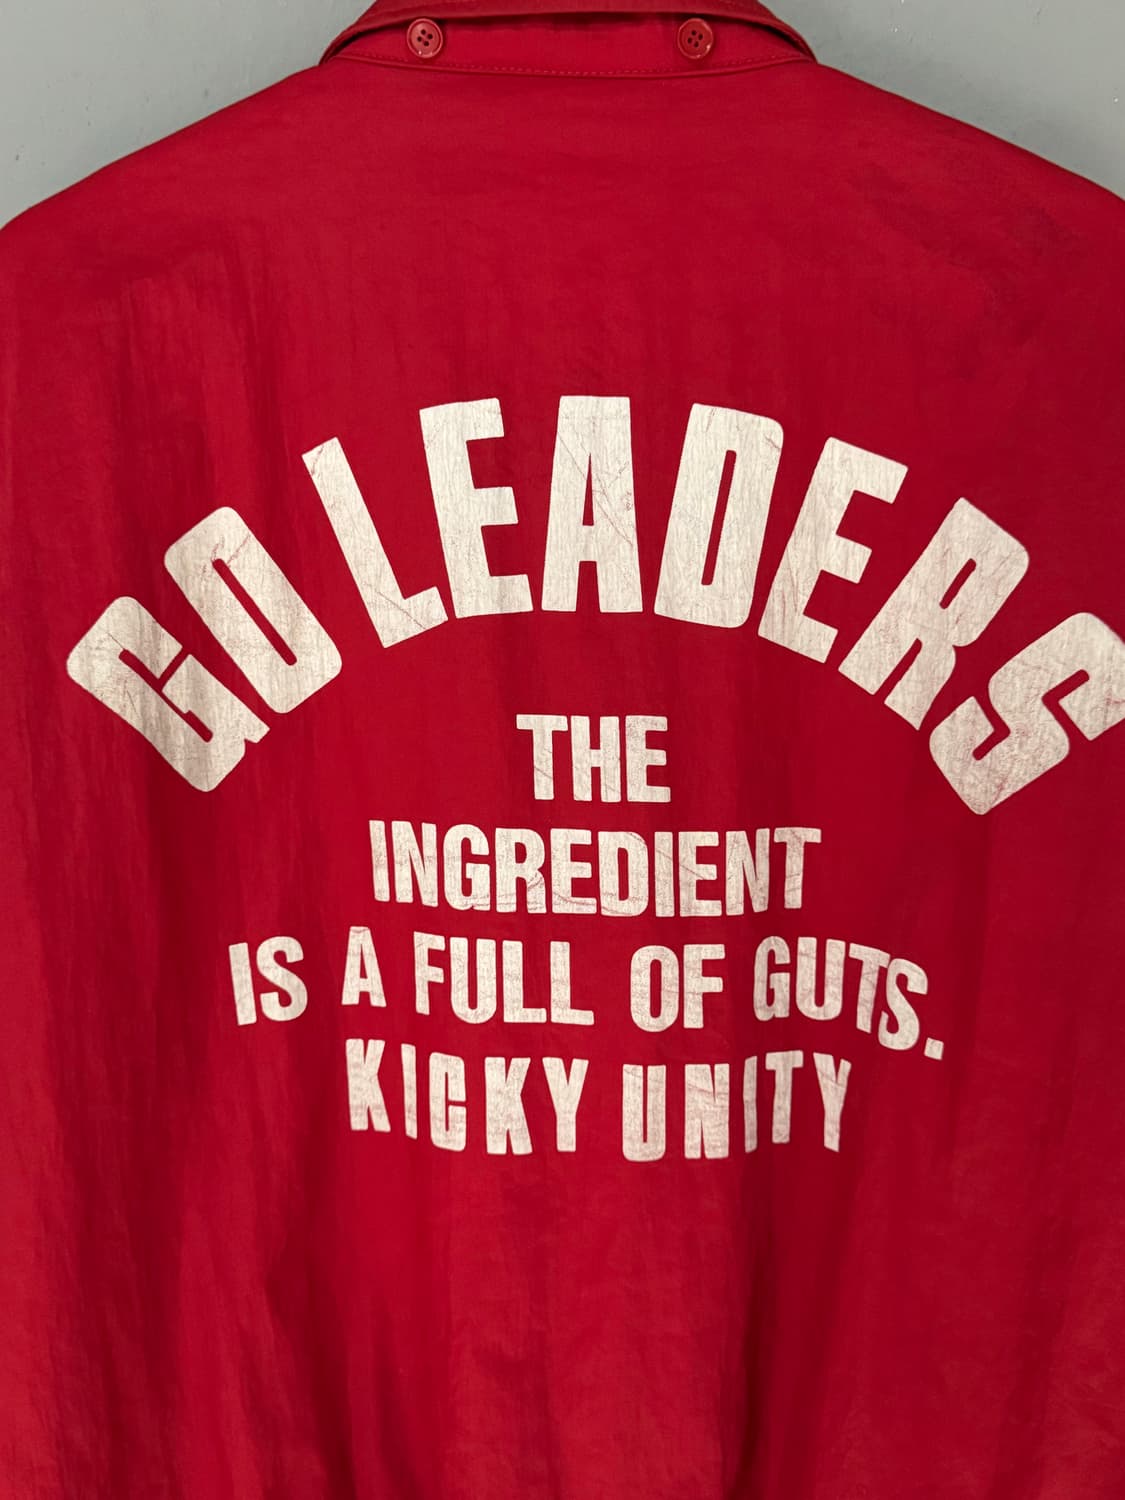 GO LEADERS
THE
INGREDIENT
IS A FULL OF GUTS.
KICKY UNITY